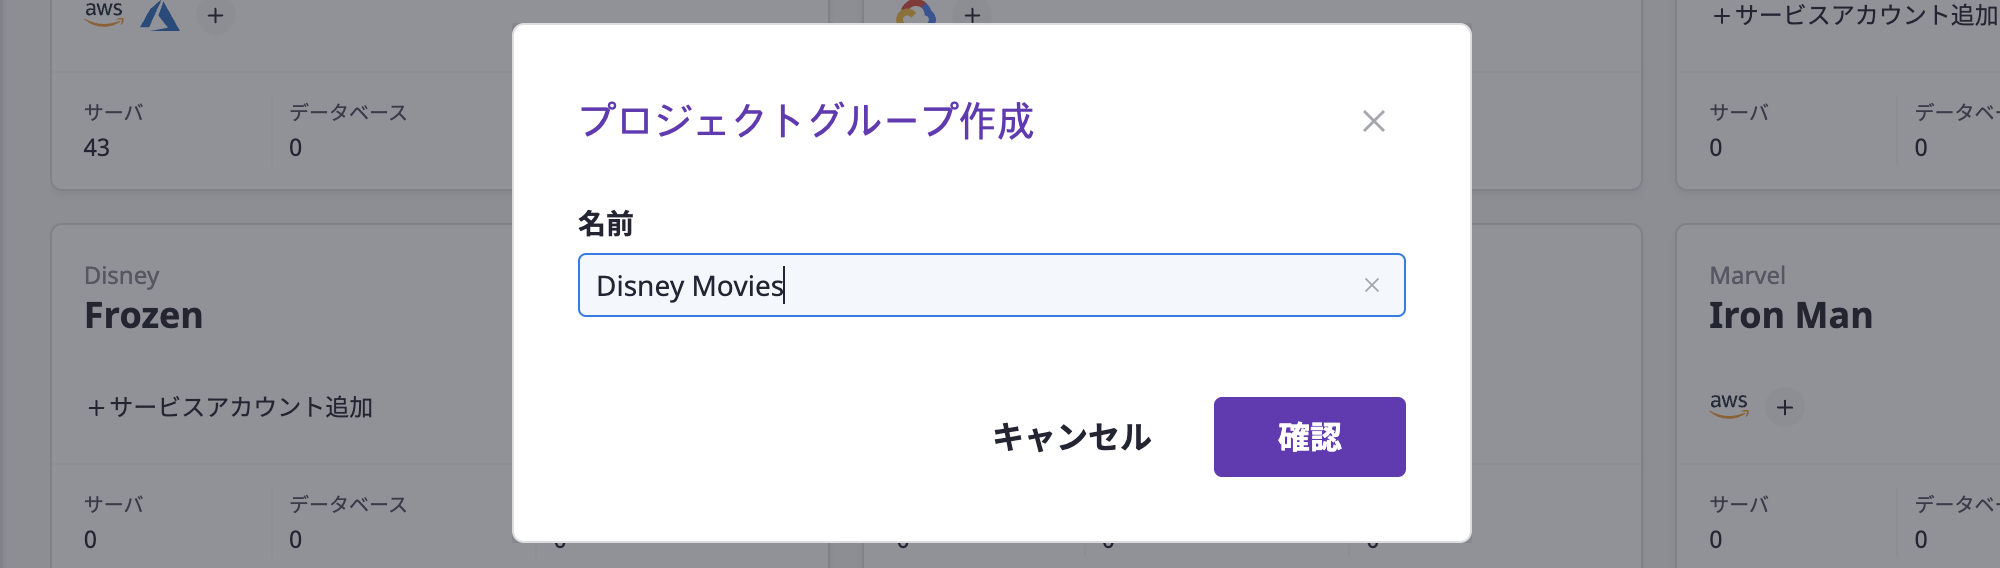 aws
+
+
+サービスアカウント追加
サーバ
43
データベース
0
サーバ
0
データベー
0
プロジェクトグループ作成
名前
Disney Movies
キャンセル
確認
Disney
Frozen
+サービスアカウント追加
サーバ
0
データベース
0
Marvel
Iron Man
aws
+
サーバ
0
データベー
0